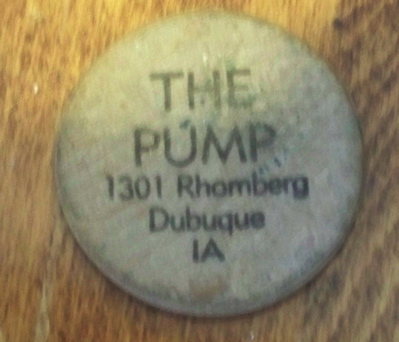 THE
PUMP
1301 Rhomberg
Dubuque
IA